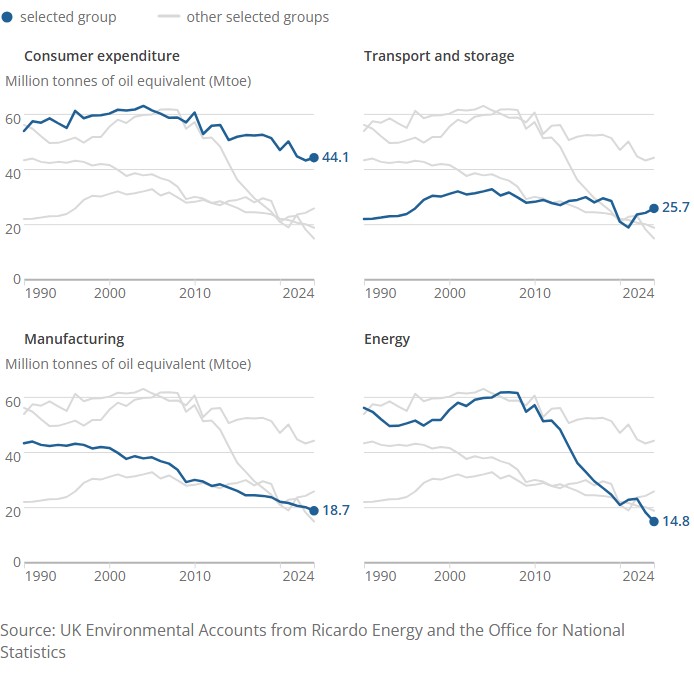 selected group other selected groups
Consumer expenditure
Million tonnes of oil equivalent (Mtoe)
60
40
20
0
44.1
1990 2000 2010 2024
Transport and storage
25.7
1990 2000 2010 2024
Manufacturing
Million tonnes of oil equivalent (Mtoe)
60
40
20
0
18.7
1990 2000 2010 2024
Energy
14.8
1990 2000 2010 2024
Source: UK Environmental Accounts from Ricardo Energy and the Office for National
Statistics